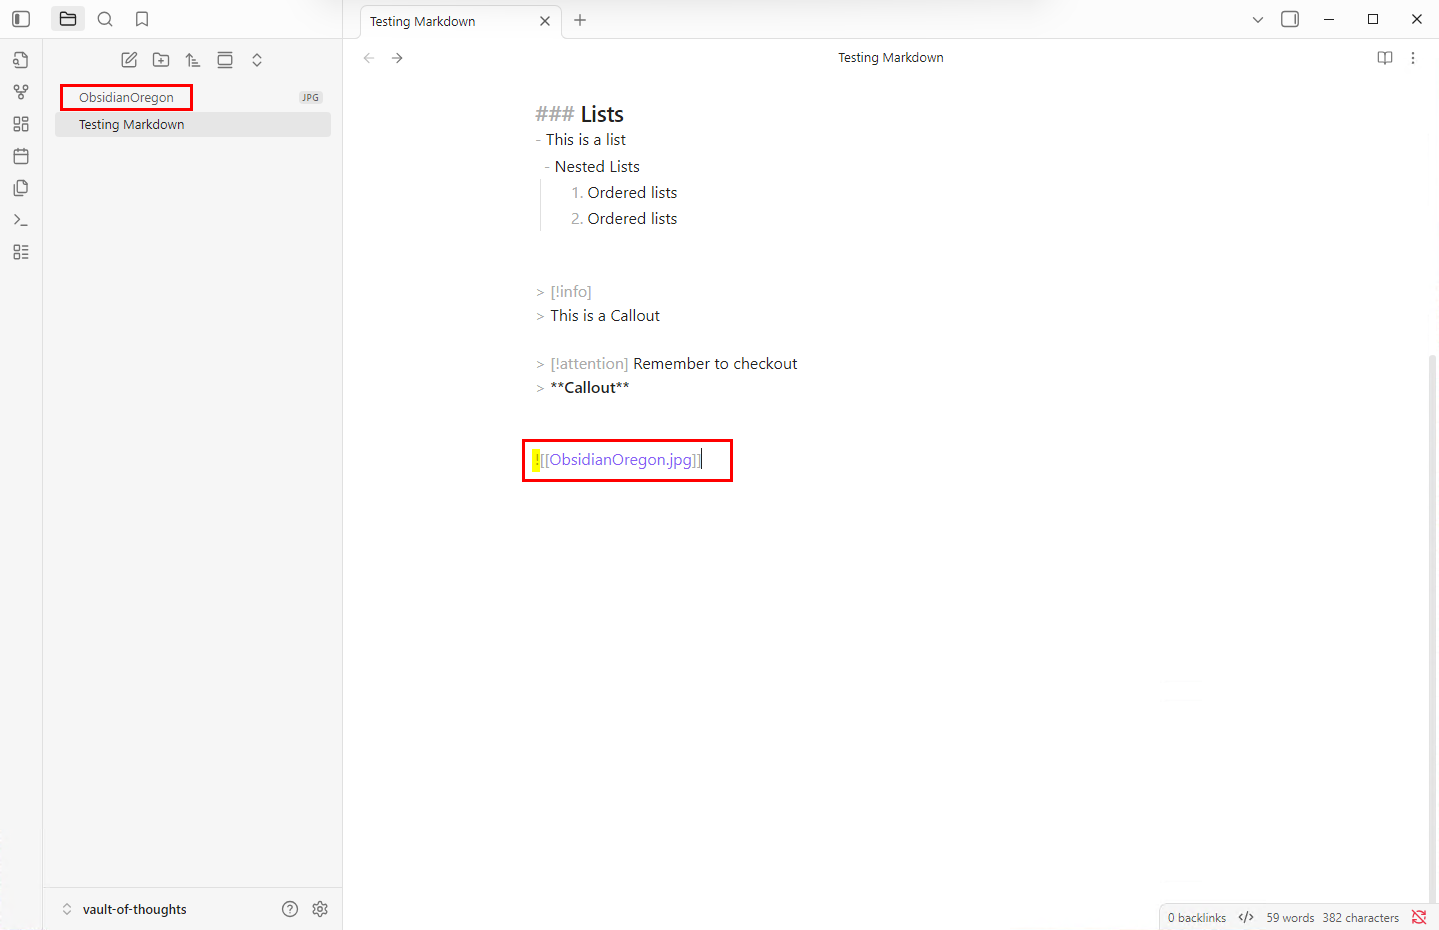 Testing Markdown
Testing Markdown
ObsidianOregon JPG
Testing Markdown
### Lists
- This is a list
- Nested Lists
1. Ordered lists
2. Ordered lists
> [!info]
> This is a Callout
> [!attention] Remember to checkout
> **Callout**
![[ObsidianOregon.jpg]]
vault-of-thoughts
0 backlinks </> 59 words 382 characters